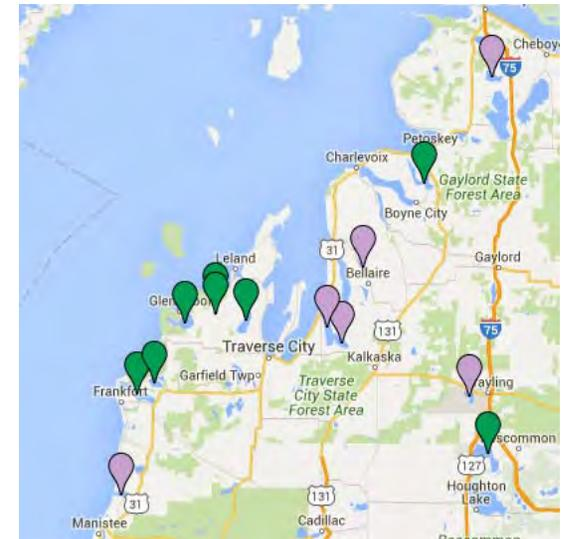 Cheboy
75
Petoskey
Charlevoix
Gaylord State
Forest Area
Boyne City
Leland
31
Bellaire
Gaylord
Glen
75
131
Traverse City
Kalkaska
Garfield Twp
Traverse
City State
Forest Area
ayling
Frankfort
scommon
127
Houghton
Lake
31
131
Manistee
Cadillac